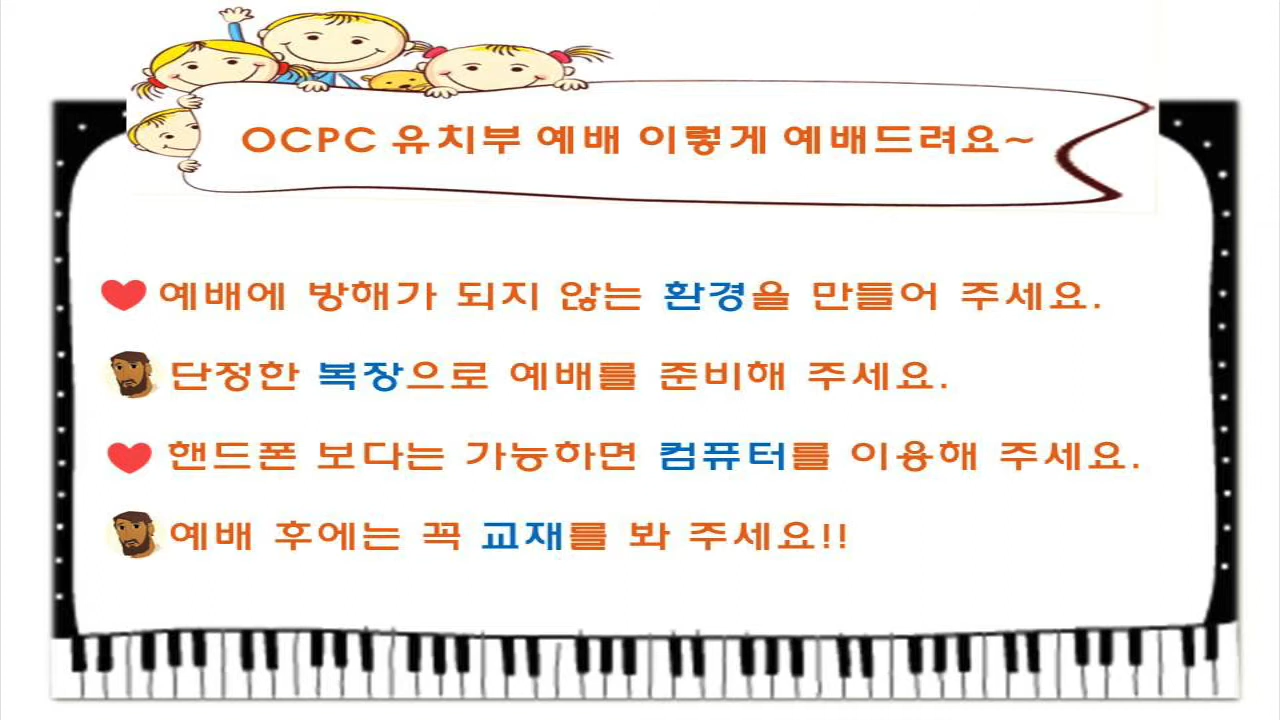 OCPC 유치부 예배 이렇게 예배드려요~
예배에 방해가 되지 않는 환경을 만들어 주세요.
단정한 복장으로 예배를 준비해 주세요.
핸드폰 보다는 가능하면 컴퓨터를 이용해 주세요.
예배 후에는 꼭 교재를 봐 주세요!!